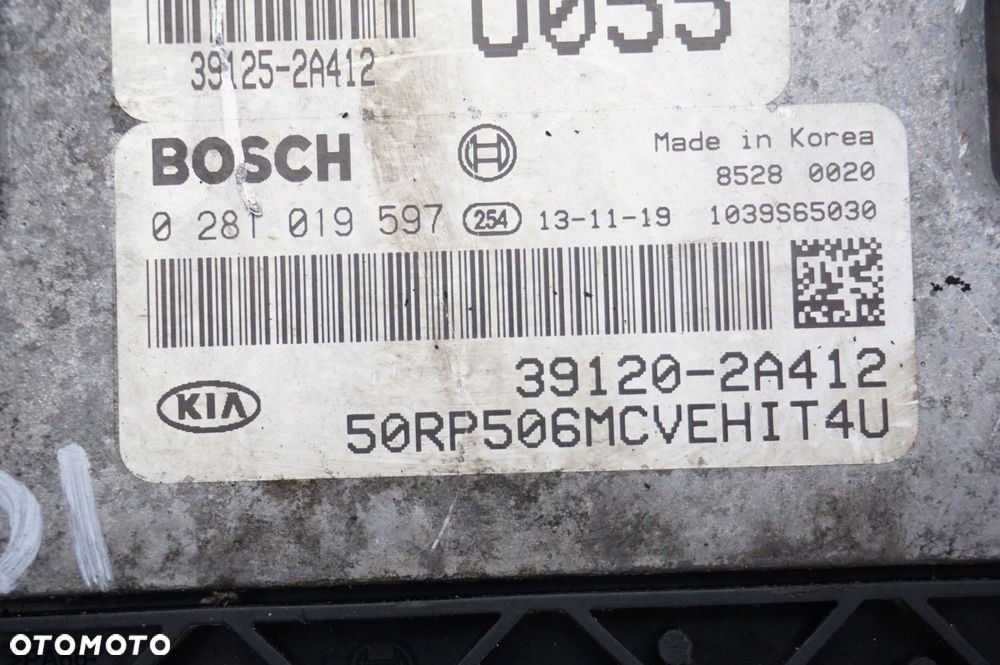 39125-2A412
BOSCH
Made in Korea
8528 0020
0 281 019 597 254 13-11-19 1039S65030
39120-2A412
KIA
50RP506MCVEHIT4U
OTOMOTO